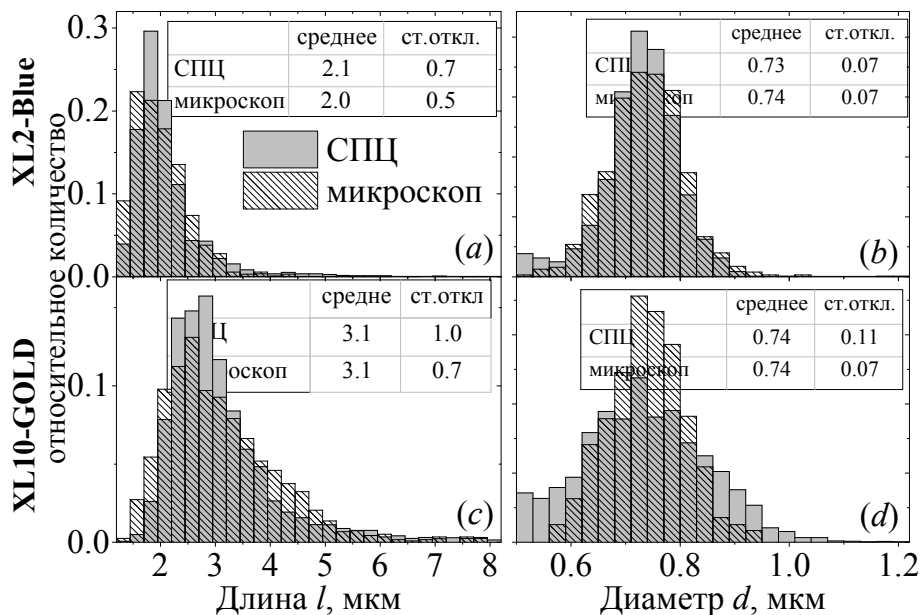 XL2-Blue
XL10-GOLD
относительное количество
0.3
0.2
0.1
0.0
среднее ст.откл.
СПЦ 2.1 0.7
микроскоп 2.0 0.5
СПЦ
микроскоп
(a)
среднее ст.откл.
СПЦ 0.73 0.07
микроскоп 0.74 0.07
(b)
0.1
0.0
средне ст.откл
Ц 3.1 1.0
оскоп 3.1 0.7
(c)
2 3 4 5 6 7 8
Длина l, мкм
среднее ст.откл.
СПЦ 0.74 0.11
микроскоп 0.74 0.07
(d)
0.6 0.8 1.0 1.2
Диаметр d, мкм